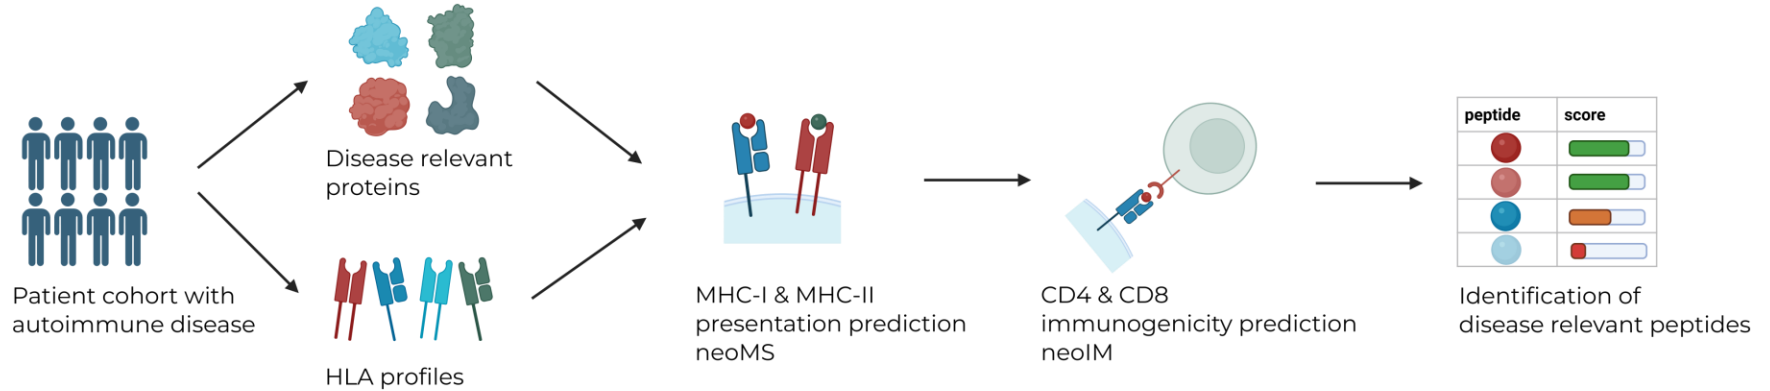 Patient cohort with
autoimmune disease
Disease relevant
proteins
HLA profiles
MHC-I & MHC-II
presentation prediction
neoMS
CD4 & CD8
immunogenicity prediction
neoIM
peptide score
Identification of
disease relevant peptides